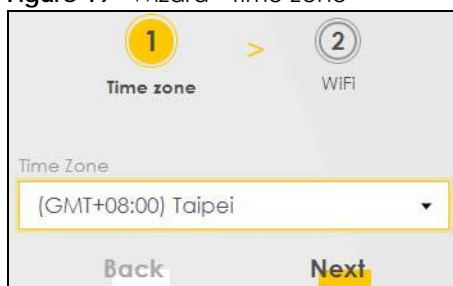 Figure 19 Wizard - Time zone
1 > 2
Time zone WiFi
Time Zone
(GMT+08:00) Taipei
Back Next